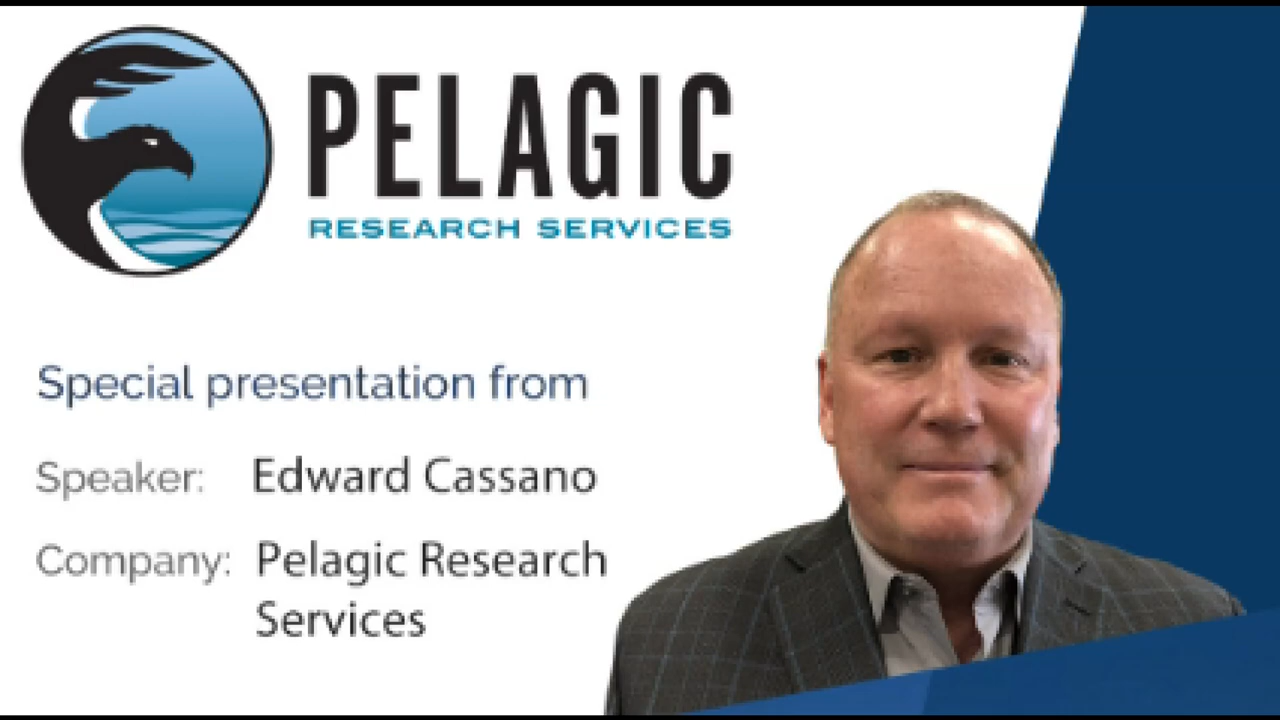 PELAGIC
RESEARCH SERVICES
Special presentation from
Speaker: Edward Cassano
Company: Pelagic Research
Services